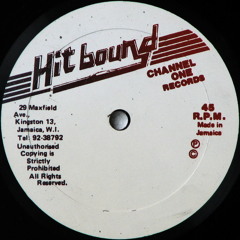 Hit bound
CHANNEL
ONE
RECORDS
29 Maxfield
Ave.,
Kingston 13,
Jamaica, W.I.
Tel: 92-38792
Unauthorised
Copying is
Strictly
Prohibited
All Rights
Reserved.
45
R.P.M.
Made in
Jamaica